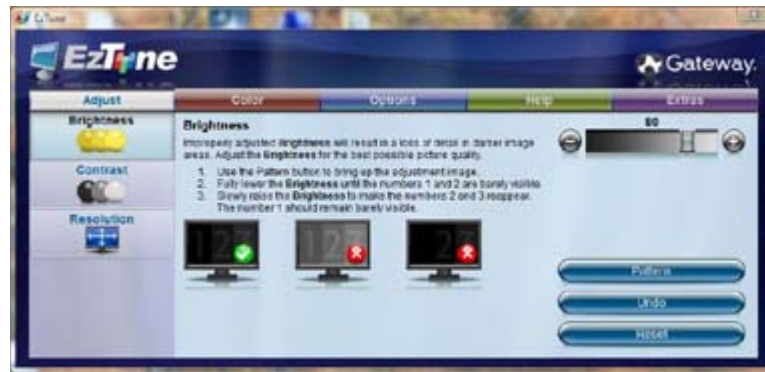 EzTune
EzTune
Gateway.
Adjust Color Options Help Extras
Brightness
Contrast
Resolution
Brightness
Improperly adjusted Brightness will result in a loss of detail in darker image
areas. Adjust the Brightness for the best possible picture quality.
1. Use the Pattern button to bring up the adjustment image.
2. Fully lower the Brightness until the numbers 1 and 2 are barely visible.
3. Slowly raise the Brightness to make the numbers 2 and 3 reappear.
The number 1 should remain barely visible.
80
123
123
23
Pattern
Undo
Reset